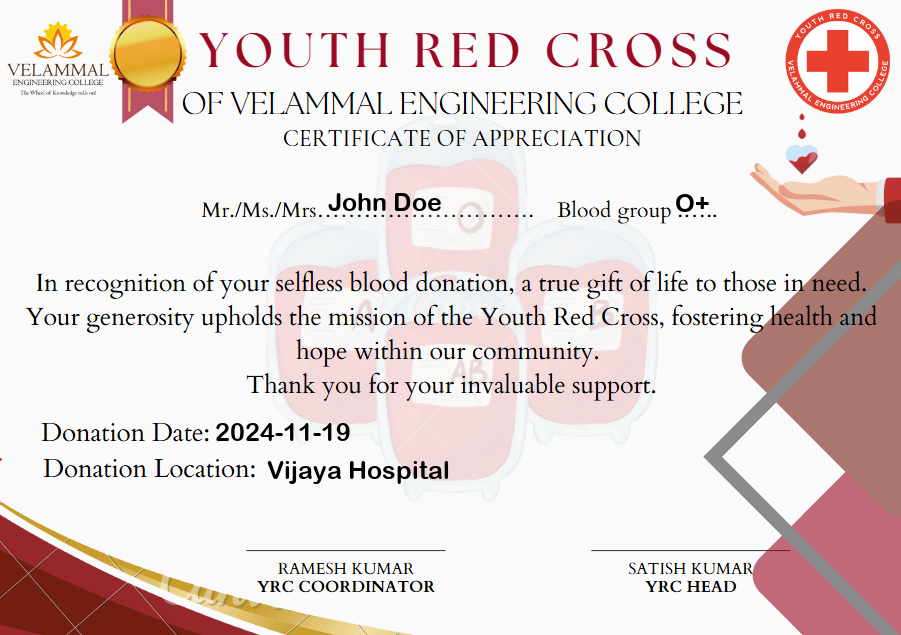 VELAMMAL
ENGINEERING COLLEGE
The Wheel of Knowledge rolls on!
YOUTH RED CROSS
OF VELAMMAL ENGINEERING COLLEGE
CERTIFICATE OF APPRECIATION
YOUTH RED CROSS
VELAMMAL ENGINEERING COLLEGE
Mr./Ms./Mrs. John Doe Blood group O+
O
In recognition of your selfless blood donation, a true gift of life to those in need.
Your generosity upholds the mission of the Youth Red Cross, fostering health and
hope within our community.
Thank you for your invaluable support.
A
B
AB
Donation Date: 2024-11-19
Donation Location: Vijaya Hospital
RAMESH KUMAR
YRC COORDINATOR
SATISH KUMAR
YRC HEAD